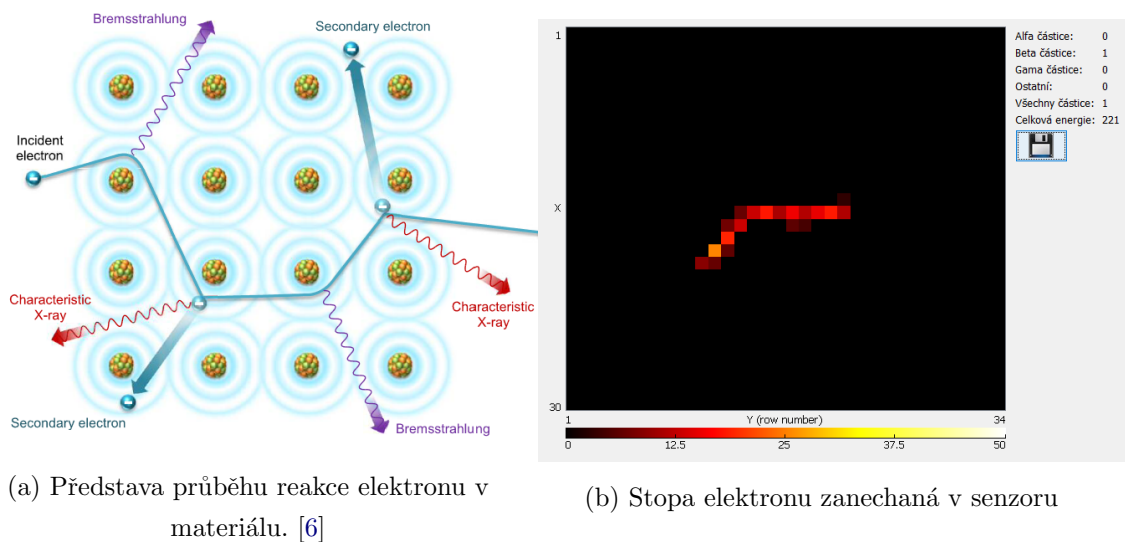 Bremsstrahlung
Secondary electron
Incident
electron
Characteristic
X-ray
Characteristic
X-ray
Secondary electron
Bremsstrahlung
(a) Představa průběhu reakce elektronu v
materiálu. [6]
1
X
30
1
Y (row number)
34
0
12.5
25
37.5
50
Alfa částice: 0
Beta částice: 1
Gama částice: 0
Ostatní: 0
Všechny částice: 1
Celková energie: 221
(b) Stopa elektronu zanechaná v senzoru